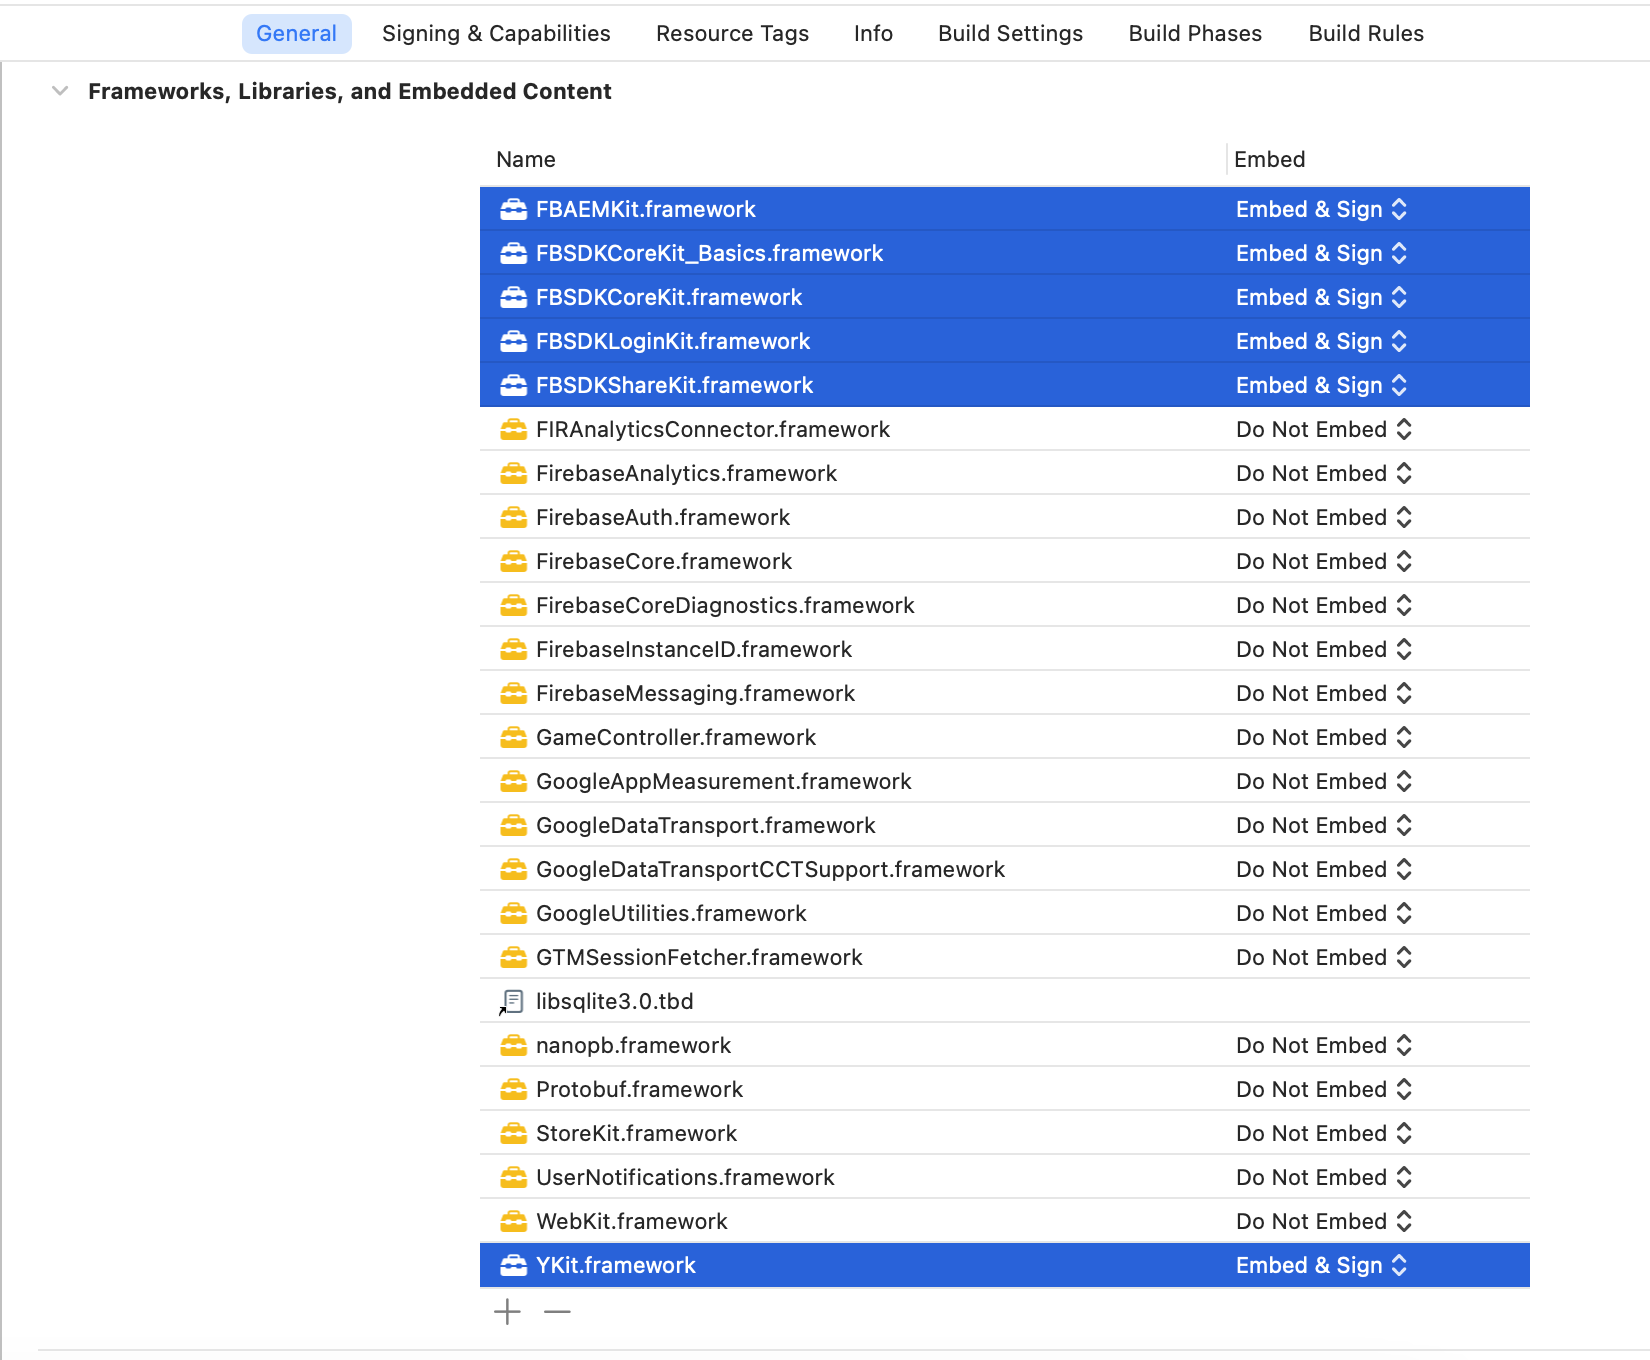 General Signing & Capabilities Resource Tags Info Build Settings Build Phases Build Rules
Frameworks, Libraries, and Embedded Content
Name Embed
FBAEMKit.framework Embed & Sign
FBSDKCoreKit_Basics.framework Embed & Sign
FBSDKCoreKit.framework Embed & Sign
FBSDKLoginKit.framework Embed & Sign
FBSDKShareKit.framework Embed & Sign
FIRAnalyticsConnector.framework Do Not Embed
FirebaseAnalytics.framework Do Not Embed
FirebaseAuth.framework Do Not Embed
FirebaseCore.framework Do Not Embed
FirebaseCoreDiagnostics.framework Do Not Embed
FirebaseInstanceID.framework Do Not Embed
FirebaseMessaging.framework Do Not Embed
GameController.framework Do Not Embed
GoogleAppMeasurement.framework Do Not Embed
GoogleDataTransport.framework Do Not Embed
GoogleDataTransportCCTSupport.framework Do Not Embed
GoogleUtilities.framework Do Not Embed
GTMSessionFetcher.framework Do Not Embed
libsqlite3.0.tbd
nanopb.framework Do Not Embed
Protobuf.framework Do Not Embed
StoreKit.framework Do Not Embed
UserNotifications.framework Do Not Embed
WebKit.framework Do Not Embed
YKit.framework Embed & Sign